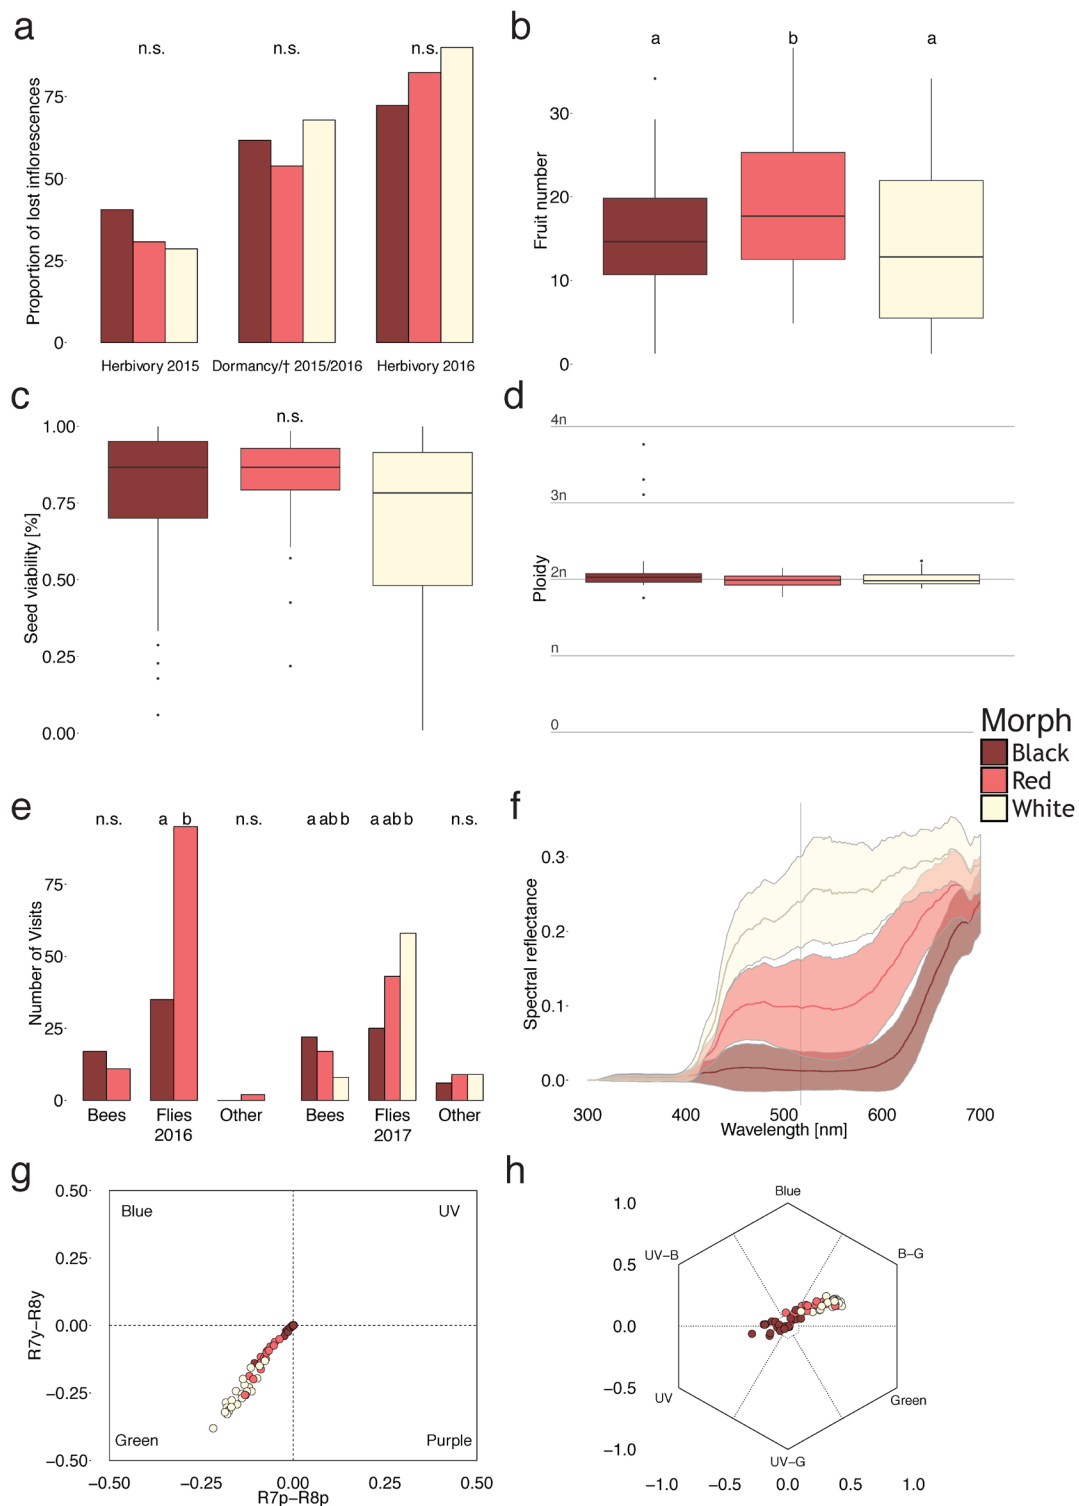 a
n.s.
n.s.
n.s.
Proportion of lost inflorescences
75
50
25
0
Herbivory 2015
Dormancy/† 2015/2016
Herbivory 2016
b
a
b
a
Fruit number
30
20
10
0
c
n.s.
Seed viability [%]
1.00
0.75
0.50
0.25
0.00
d
Ploidy
4n
3n
2n
n
0
Morph
Black
Red
White
e
n.s.
a b
n.s.
a ab b
a ab b
n.s.
Number of Visits
75
50
25
0
Bees
Flies
Other
Bees
Flies
Other
2016
2017
f
Spectral reflectance
0.3
0.2
0.1
0.0
300 400 500 600 700
Wavelength [nm]
g
R7y−R8y
0.50
0.25
0.00
−0.25
−0.50
Blue
UV
Green
Purple
−0.50 −0.25 0.00 0.25 0.50
R7p−R8p
h
1.0
0.5
0.0
−0.5
−1.0
Blue
UV−B
B−G
UV
Green
UV−G
−1.0 −0.5 0.0 0.5 1.0